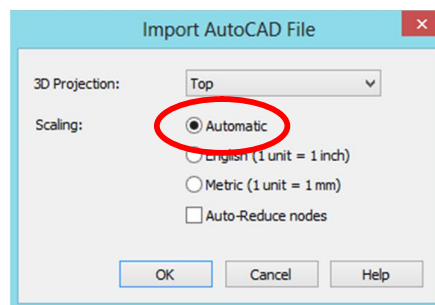 Import AutoCAD File
3D Projection: Top
Scaling: Automatic
English (1 unit = 1 inch)
Metric (1 unit = 1 mm)
Auto-Reduce nodes
OK Cancel Help